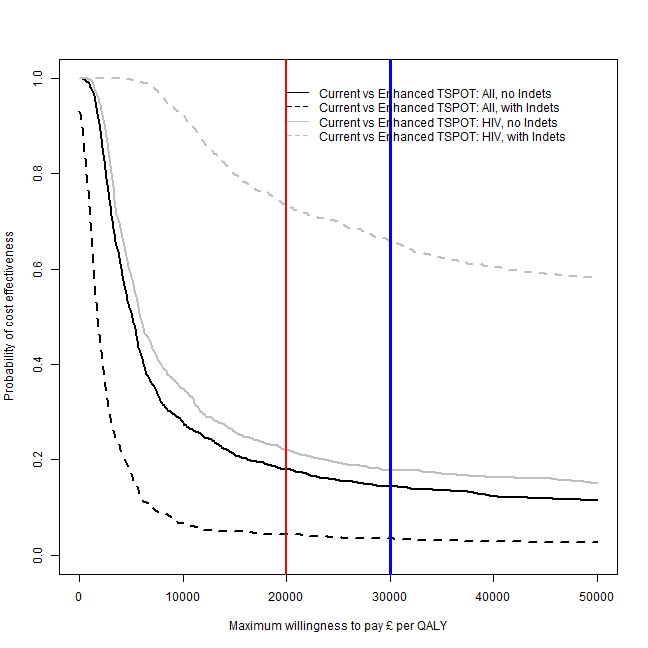 Current vs Enhanced TSPOT: All, no Indets
Current vs Enhanced TSPOT: All, with Indets
Current vs Enhanced TSPOT: HIV, no Indets
Current vs Enhanced TSPOT: HIV, with Indets
Probability of cost effectiveness
1.0
0.8
0.6
0.4
0.2
0.0
0 10000 20000 30000 40000 50000
Maximum willingness to pay £ per QALY